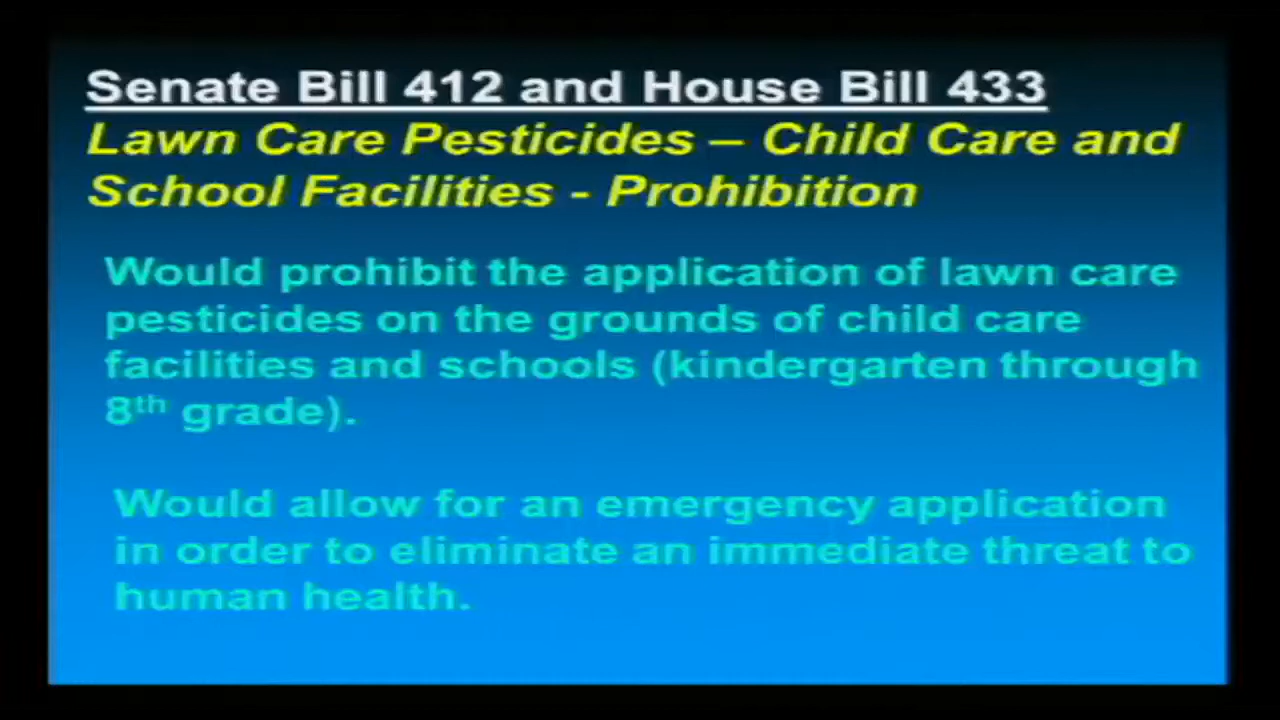 Senate Bill 412 and House Bill 433
Lawn Care Pesticides – Child Care and
School Facilities - Prohibition
Would prohibit the application of lawn care
pesticides on the grounds of child care
facilities and schools (kindergarten through
8th grade).
Would allow for an emergency application
in order to eliminate an immediate threat to
human health.